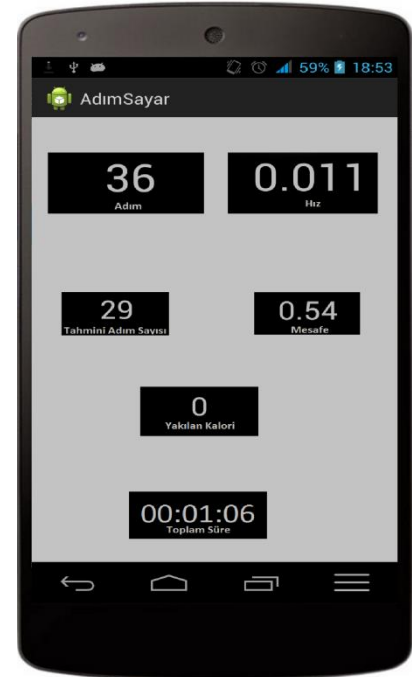 59% 18:53
AdımSayar
36
Adım
0.011
Hız
29
Tahmini Adım Sayısı
0.54
Mesafe
0
Yakılan Kalori
00:01:06
Toplam Süre